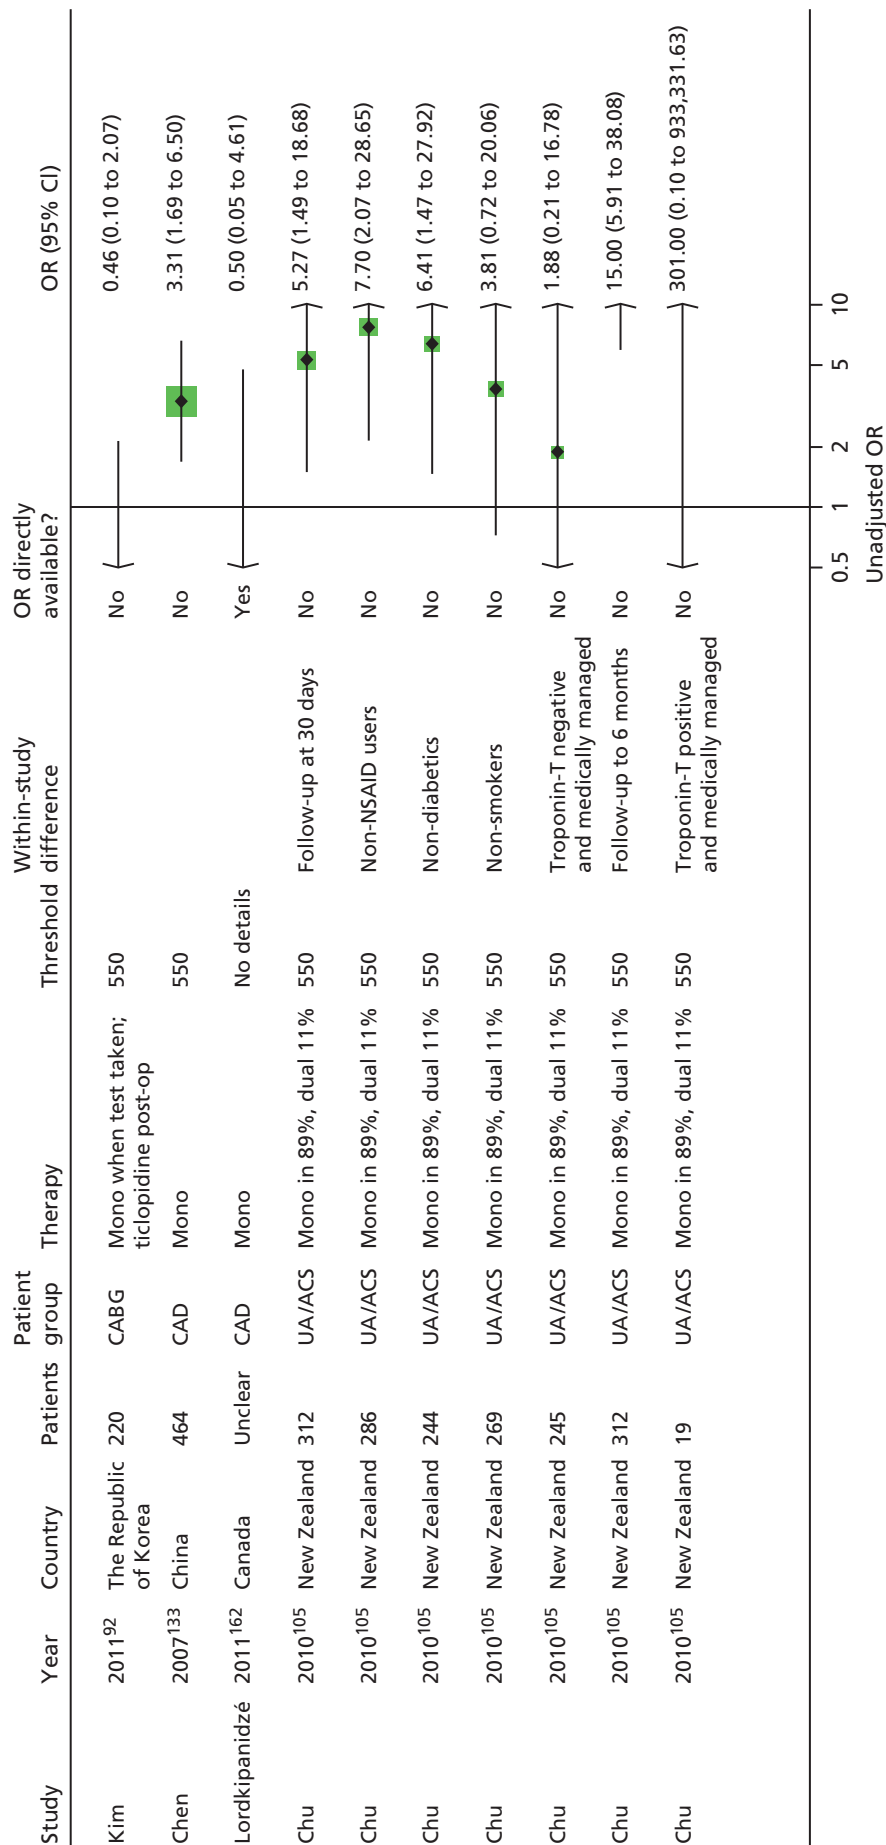 Study Year Country Patients Patient group Therapy Threshold Within-study difference OR directly available? OR (95% CI)
Kim 2011⁹² The Republic of Korea 220 CABG Mono when test taken; ticlopidine post-op 550 No 0.46 (0.10 to 2.07)
Chen 2007¹³³ China 464 CAD Mono 550 No 3.31 (1.69 to 6.50)
Lordkipanidzé 2011¹⁶² Canada Unclear CAD Mono No details Yes 0.50 (0.05 to 4.61)
Chu 2010¹⁰⁵ New Zealand 312 UA/ACS Mono in 89%, dual 11% 550 Follow-up at 30 days No 5.27 (1.49 to 18.68)
Chu 2010¹⁰⁵ New Zealand 286 UA/ACS Mono in 89%, dual 11% 550 Non-NSAID users No 7.70 (2.07 to 28.65)
Chu 2010¹⁰⁵ New Zealand 244 UA/ACS Mono in 89%, dual 11% 550 Non-diabetics No 6.41 (1.47 to 27.92)
Chu 2010¹⁰⁵ New Zealand 269 UA/ACS Mono in 89%, dual 11% 550 Non-smokers No 3.81 (0.72 to 20.06)
Chu 2010¹⁰⁵ New Zealand 245 UA/ACS Mono in 89%, dual 11% 550 Troponin-T negative and medically managed No 1.88 (0.21 to 16.78)
Chu 2010¹⁰⁵ New Zealand 312 UA/ACS Mono in 89%, dual 11% 550 Follow-up to 6 months No 15.00 (5.91 to 38.08)
Chu 2010¹⁰⁵ New Zealand 19 UA/ACS Mono in 89%, dual 11% 550 Troponin-T positive and medically managed No 301.00 (0.10 to 933,331.63)
0.5 1 2 5 10
Unadjusted OR